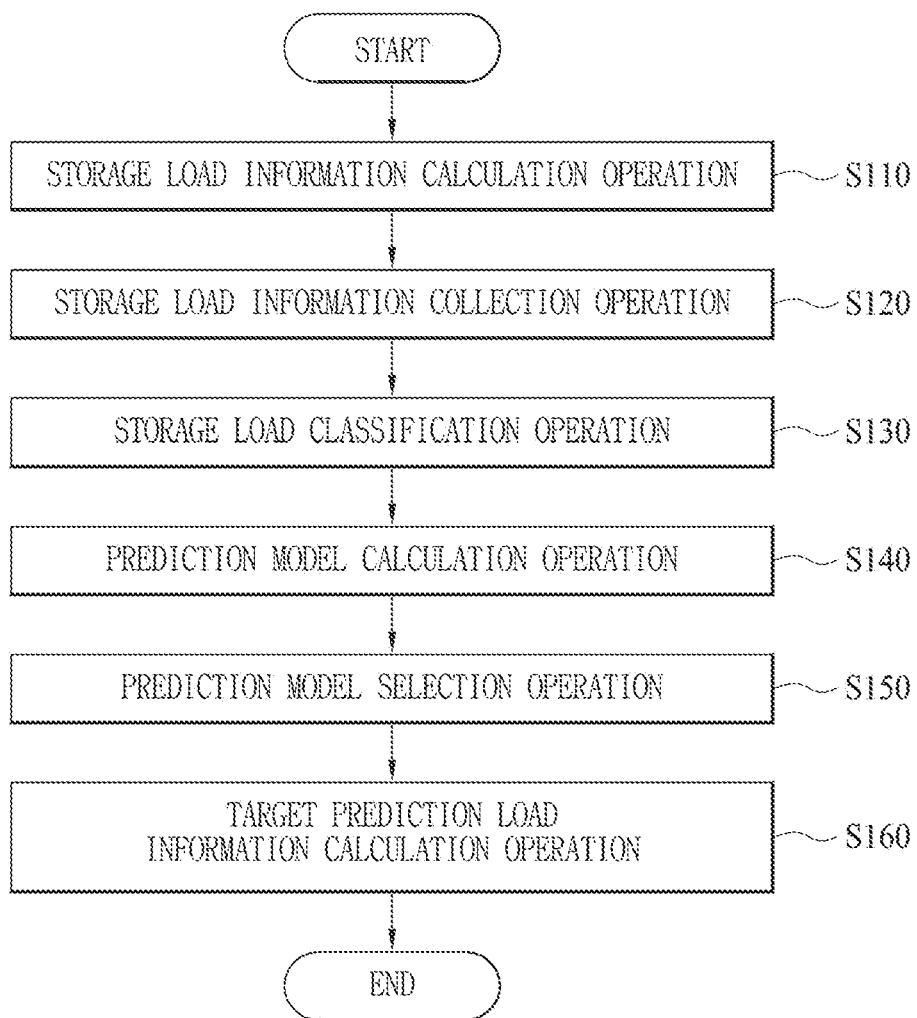 START
STORAGE LOAD INFORMATION CALCULATION OPERATION S110
STORAGE LOAD INFORMATION COLLECTION OPERATION S120
STORAGE LOAD CLASSIFICATION OPERATION S130
PREDICTION MODEL CALCULATION OPERATION S140
PREDICTION MODEL SELECTION OPERATION S150
TARGET PREDICTION LOAD
INFORMATION CALCULATION OPERATION S160
END